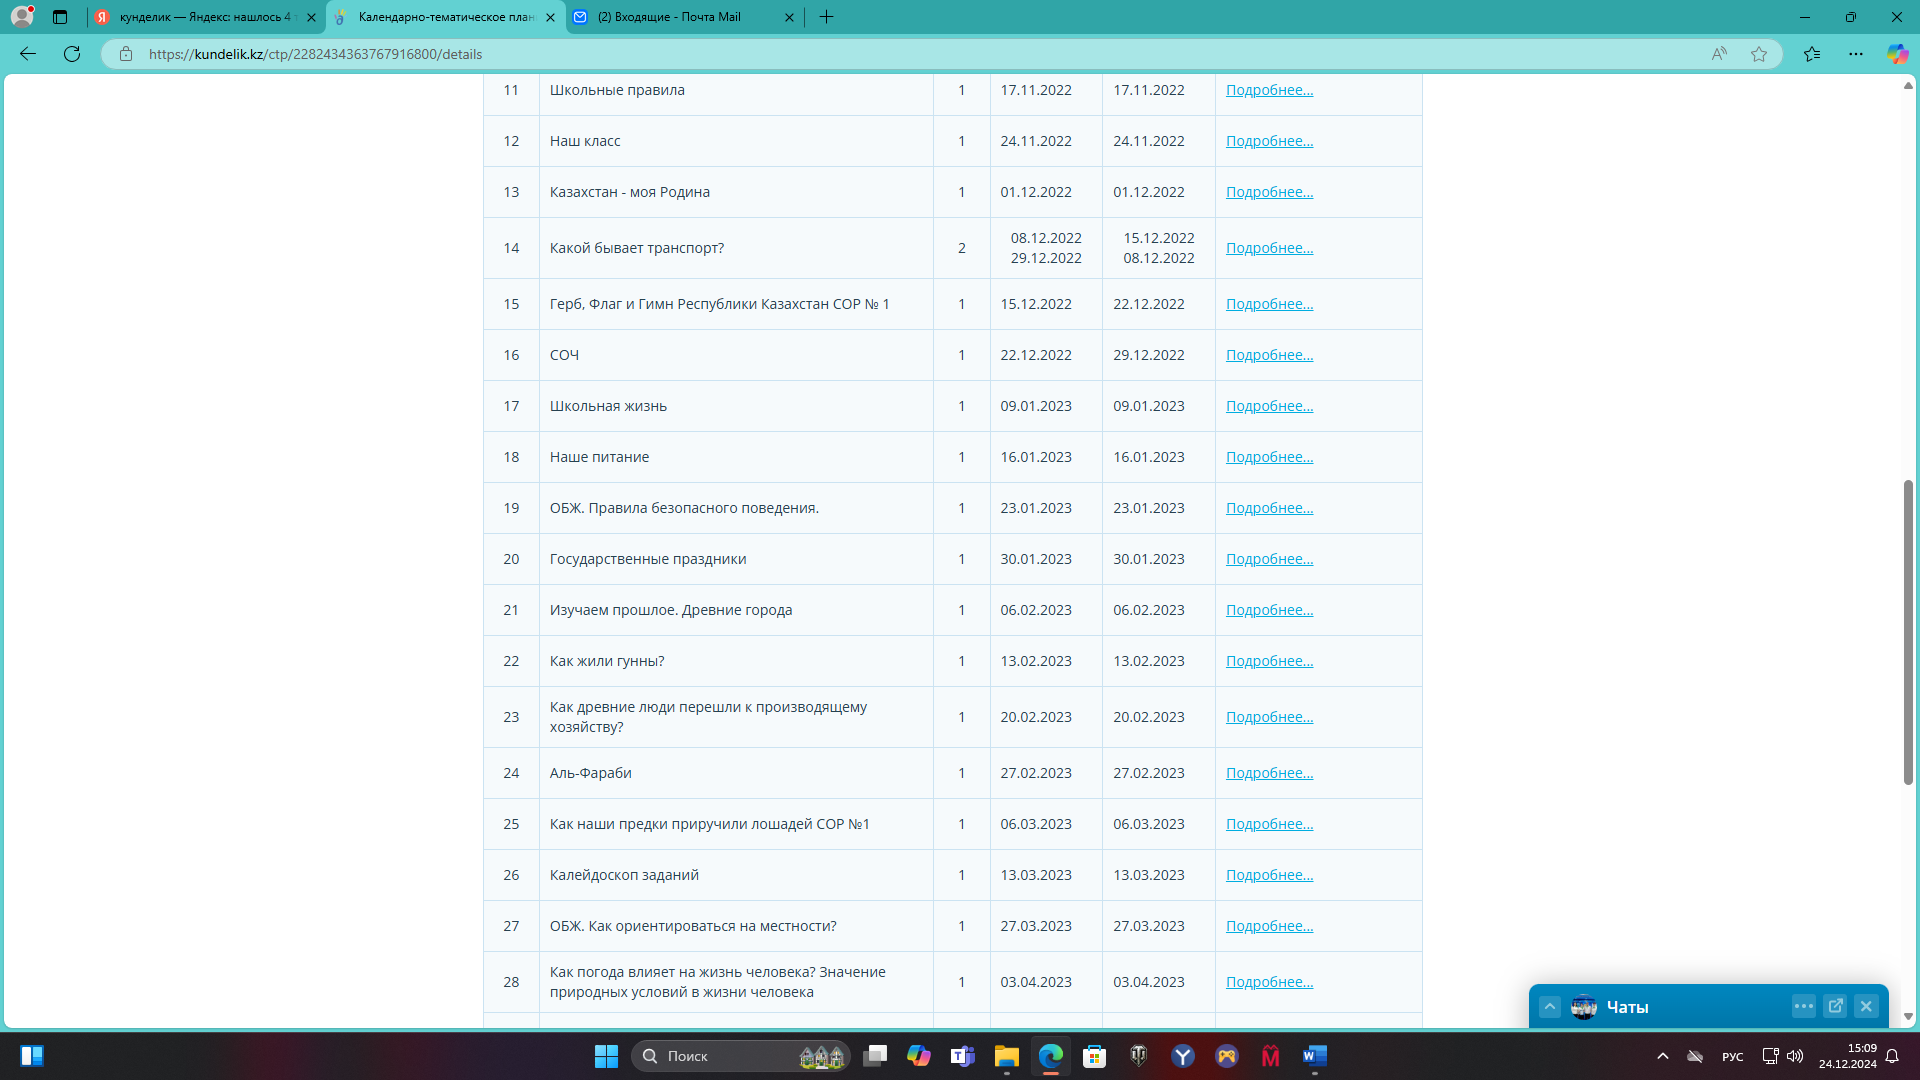 кунделик — Яндекс: нашлось 4 т
Календарно-тематическое план
(2) Входящие - Почта Mail
https://kundelik.kz/ctp/2282434363767916800/details
11 Школьные правила 1 17.11.2022 17.11.2022 Подробнее...
12 Наш класс 1 24.11.2022 24.11.2022 Подробнее...
13 Казахстан - моя Родина 1 01.12.2022 01.12.2022 Подробнее...
14 Какой бывает транспорт? 2 08.12.2022 15.12.2022 Подробнее...
29.12.2022 08.12.2022
15 Герб, Флаг и Гимн Республики Казахстан СОР № 1 1 15.12.2022 22.12.2022 Подробнее...
16 СОЧ 1 22.12.2022 29.12.2022 Подробнее...
17 Школьная жизнь 1 09.01.2023 09.01.2023 Подробнее...
18 Наше питание 1 16.01.2023 16.01.2023 Подробнее...
19 ОБЖ. Правила безопасного поведения. 1 23.01.2023 23.01.2023 Подробнее...
20 Государственные праздники 1 30.01.2023 30.01.2023 Подробнее...
21 Изучаем прошлое. Древние города 1 06.02.2023 06.02.2023 Подробнее...
22 Как жили гунны? 1 13.02.2023 13.02.2023 Подробнее...
23 Как древние люди перешли к производящему 1 20.02.2023 20.02.2023 Подробнее...
хозяйству?
24 Аль-Фараби 1 27.02.2023 27.02.2023 Подробнее...
25 Как наши предки приручили лошадей СОР №1 1 06.03.2023 06.03.2023 Подробнее...
26 Калейдоскоп заданий 1 13.03.2023 13.03.2023 Подробнее...
27 ОБЖ. Как ориентироваться на местности? 1 27.03.2023 27.03.2023 Подробнее...
28 Как погода влияет на жизнь человека? Значение 1 03.04.2023 03.04.2023 Подробнее...
природных условий в жизни человека
Чаты
Поиск
РУС
15:09
24.12.2024